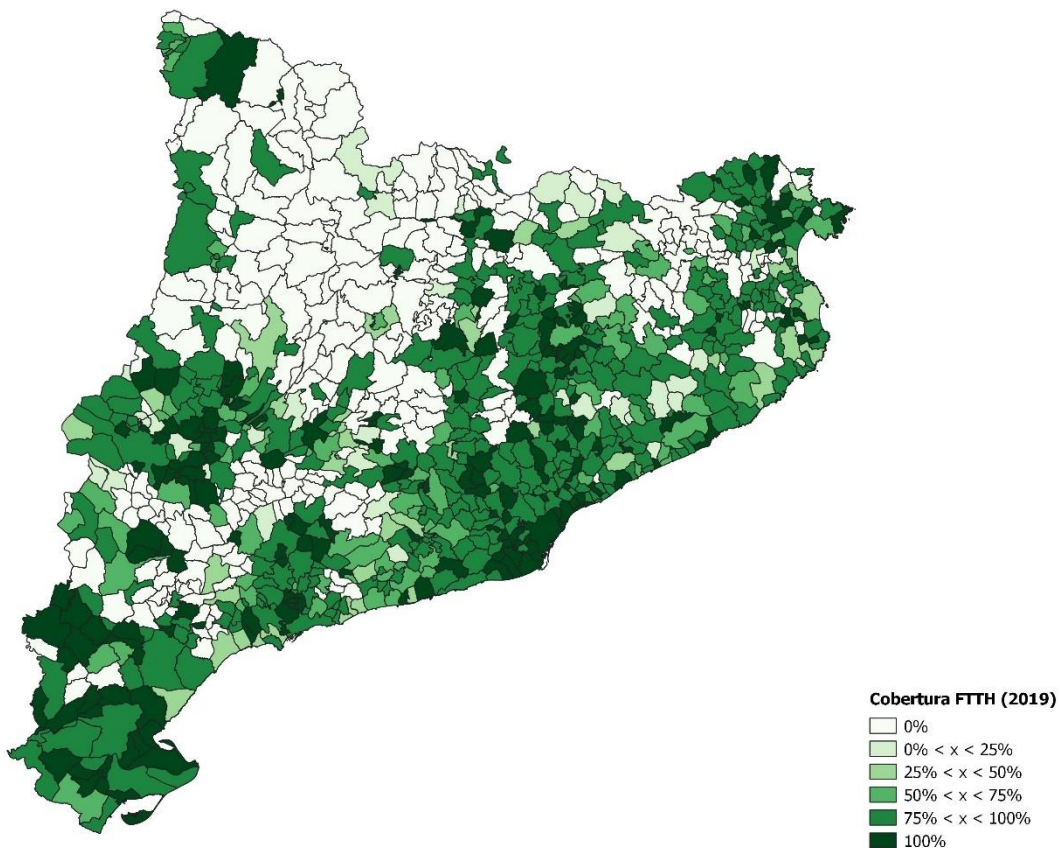 Cobertura FTTH (2019)
0%
0% < x < 25%
25% < x < 50%
50% < x < 75%
75% < x < 100%
100%